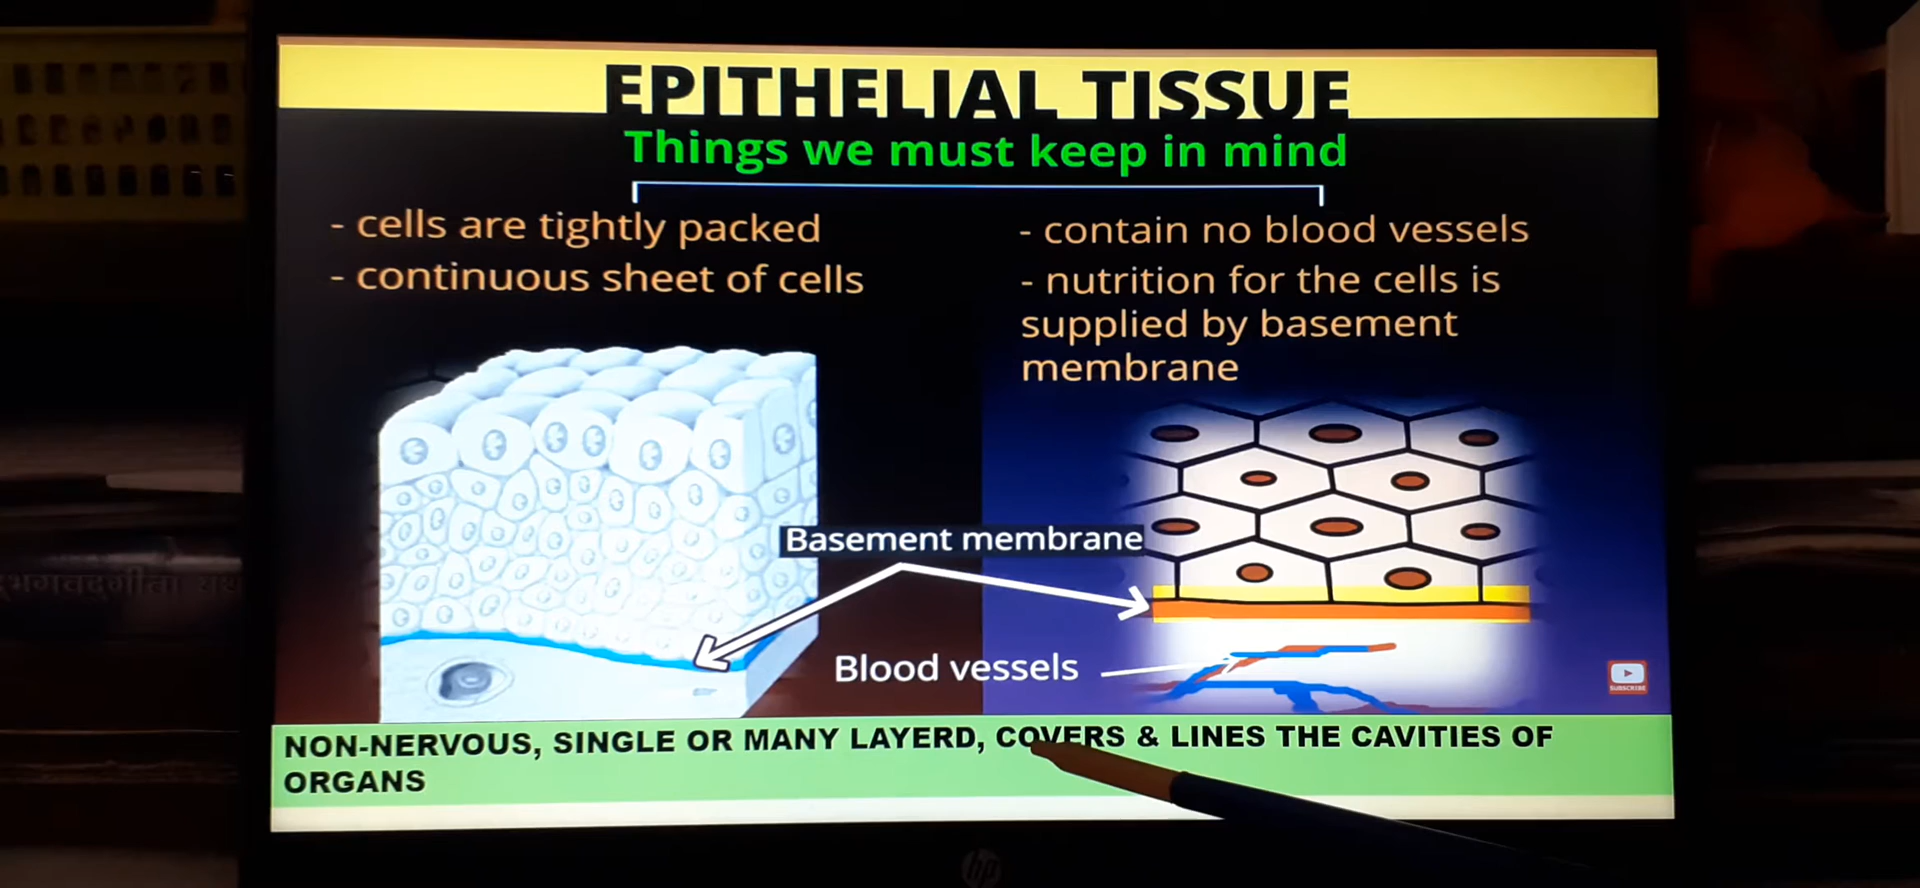 EPITHELIAL TISSUE
Things we must keep in mind
- cells are tightly packed
- continuous sheet of cells
- contain no blood vessels
- nutrition for the cells is
supplied by basement
membrane
Basement membrane
Blood vessels
SUBSCRIBE
NON-NERVOUS, SINGLE OR MANY LAYERD, COVERS & LINES THE CAVITIES OF
ORGANS
hp